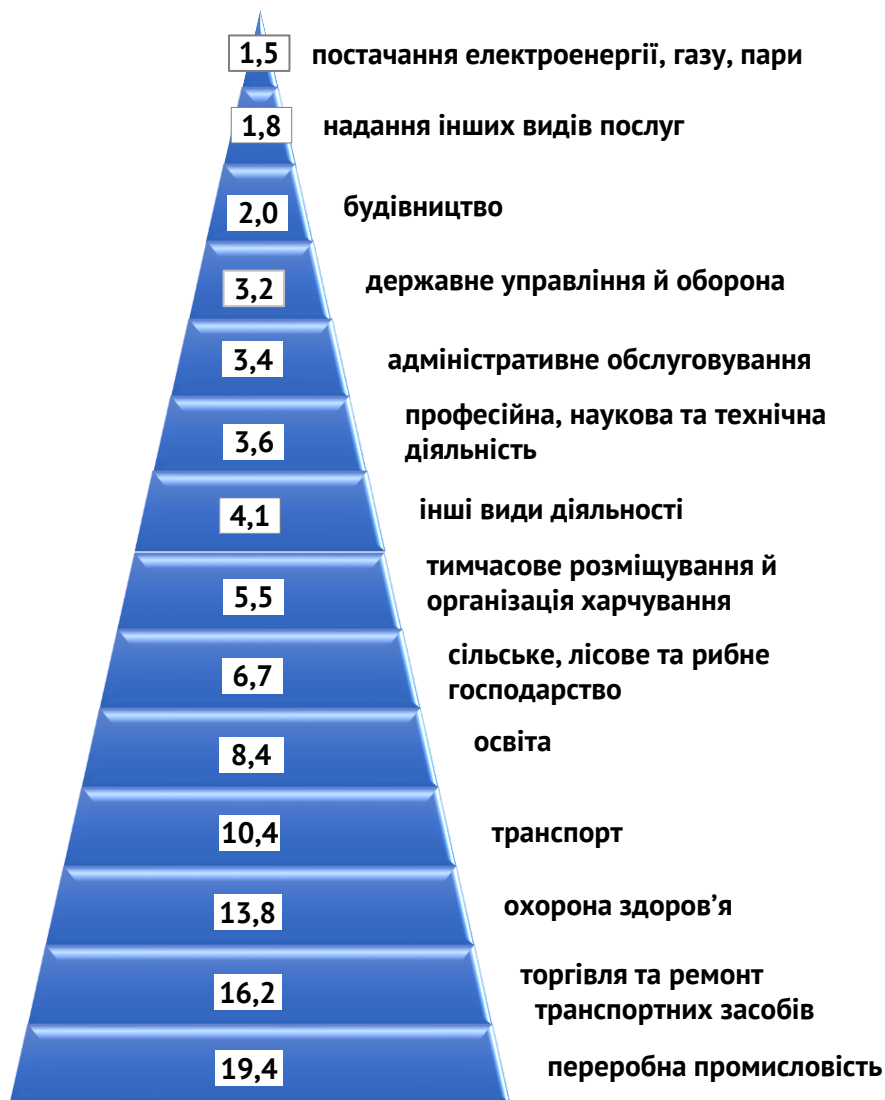 1,5 постачання електроенергії, газу, пари
1,8 надання інших видів послуг
2,0 будівництво
3,2 державне управління й оборона
3,4 адміністративне обслуговування
3,6 професійна, наукова та технічна
діяльність
4,1 інші види діяльності
5,5 тимчасове розміщування й
організація харчування
6,7 сільське, лісове та рибне
господарство
8,4 освіта
10,4 транспорт
13,8 охорона здоров’я
16,2 торгівля та ремонт
транспортних засобів
19,4 переробна промисловість